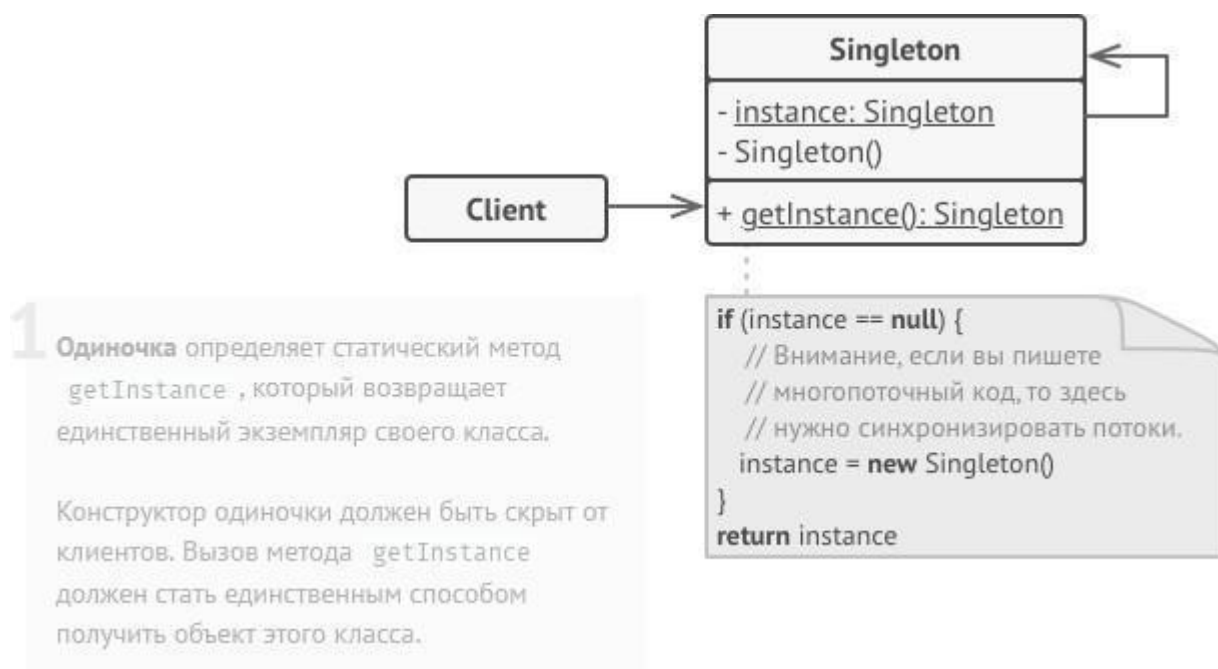 Singleton
- instance: Singleton
- Singleton()
+ getInstance(): Singleton
Client
1
Одиночка определяет статический метод
getInstance , который возвращает
единственный экземпляр своего класса.
Конструктор одиночки должен быть скрыт от
клиентов. Вызов метода getInstance
должен стать единственным способом
получить объект этого класса.
if (instance == null) {
// Внимание, если вы пишете
// многопоточный код, то здесь
// нужно синхронизировать потоки.
instance = new Singleton()
}
return instance